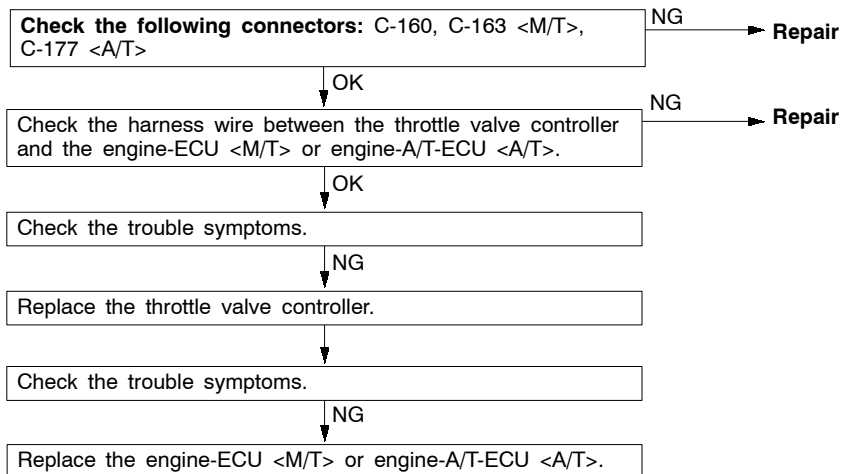 Check the following connectors: C-160, C-163 <M/T>,
C-177 <A/T>
NG
Repair
OK
Check the harness wire between the throttle valve controller
and the engine-ECU <M/T> or engine-A/T-ECU <A/T>.
NG
Repair
OK
Check the trouble symptoms.
NG
Replace the throttle valve controller.
Check the trouble symptoms.
NG
Replace the engine-ECU <M/T> or engine-A/T-ECU <A/T>.